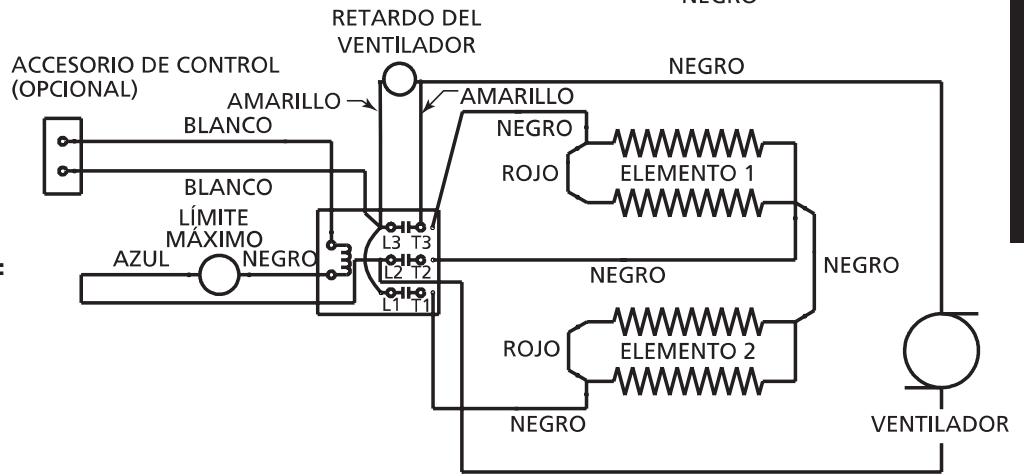 NEGRO
RETARDO DEL
VENTILADOR
NEGRO
ACCESORIO DE CONTROL
(OPCIONAL)
AMARILLO
AMARILLO
BLANCO
NEGRO
ROJO
ELEMENTO 1
BLANCO
LÍMITE
MÁXIMO
AZUL
NEGRO
L3 T3
L2 T2
L1 T1
NEGRO
NEGRO
ROJO
ELEMENTO 2
NEGRO
VENTILADOR